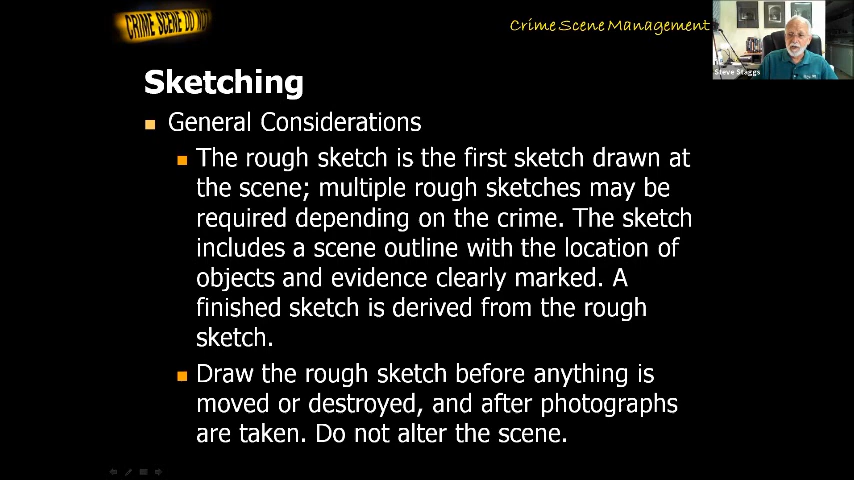 CRIME SCENE DO NOT
Crime Scene Management
Steve Staggs
Sketching
General Considerations
The rough sketch is the first sketch drawn at
the scene; multiple rough sketches may be
required depending on the crime. The sketch
includes a scene outline with the location of
objects and evidence clearly marked. A
finished sketch is derived from the rough
sketch.
Draw the rough sketch before anything is
moved or destroyed, and after photographs
are taken. Do not alter the scene.